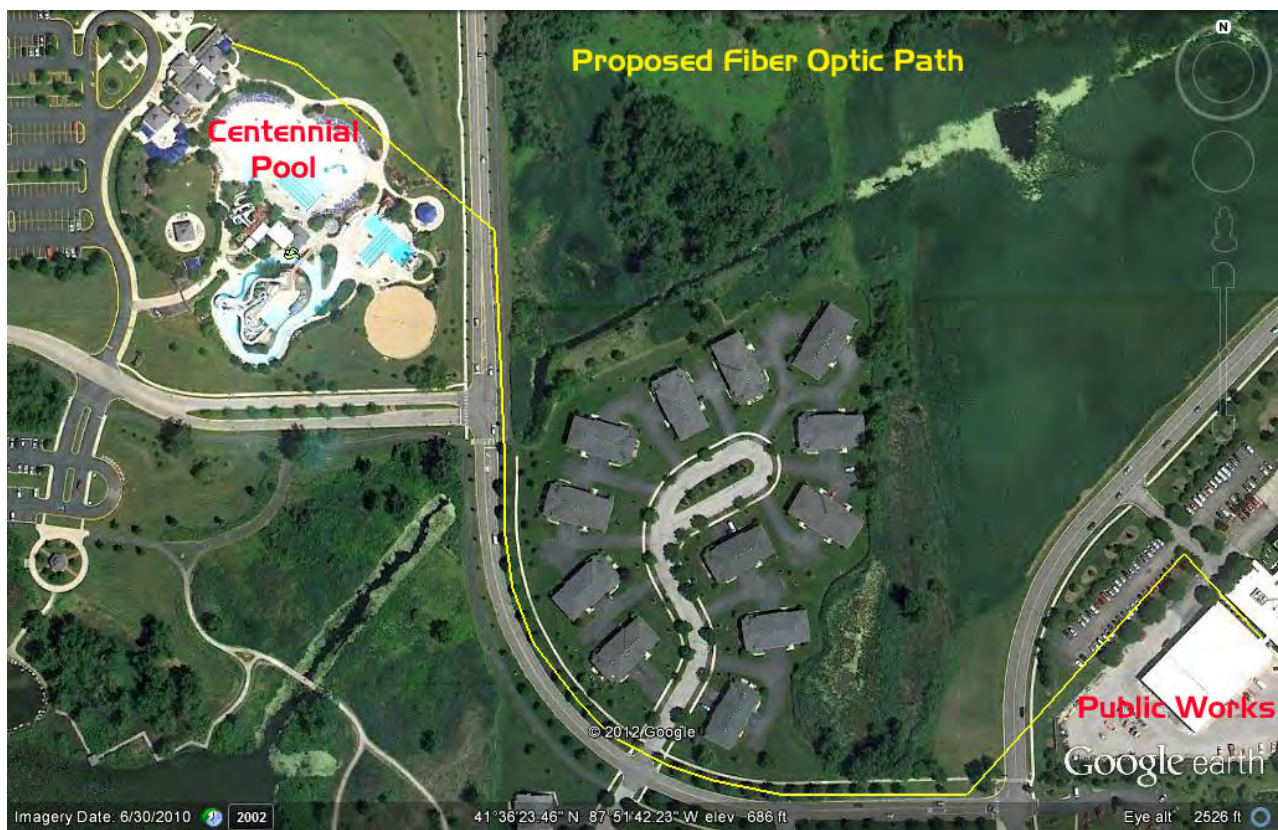 N
Proposed Fiber Optic Path
Centennial
Pool
© 2012 Google
Public Works
Google earth
Imagery Date: 6/30/2010
2002
41°36'23.46" N 87°51'42.23" W elev 686 ft
Eye alt 2526 ft